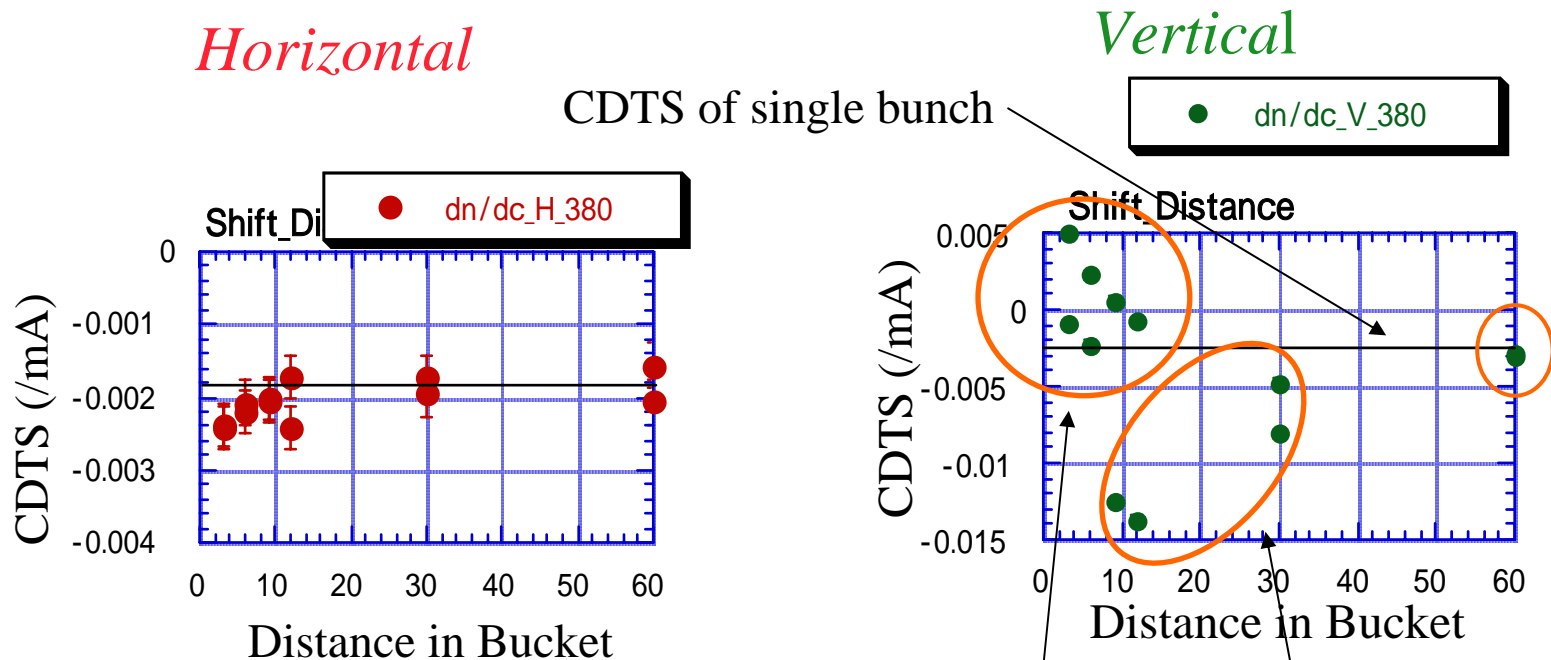 Horizontal
Vertical
CDTS of single bunch
dn/dc_V_380
dn/dc_H_380
Shift_Di
Shift_Distance
CDTS (/mA)
0
-0.001
-0.002
-0.003
-0.004
0 10 20 30 40 50 60
Distance in Bucket
CDTS (/mA)
0.005
0
-0.005
-0.01
-0.015
0 10 20 30 40 50 60
Distance in Bucket